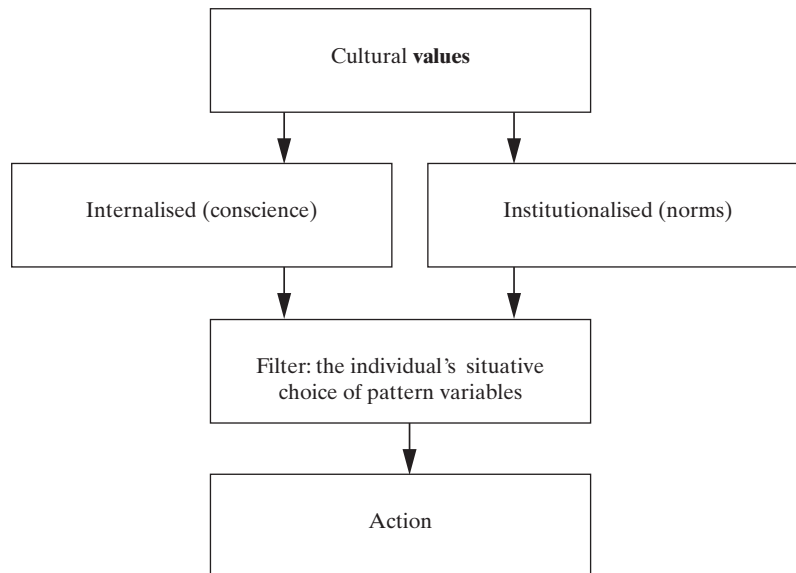 Cultural values
Internalised (conscience)
Institutionalised (norms)
Filter: the individual’s situative
choice of pattern variables
Action